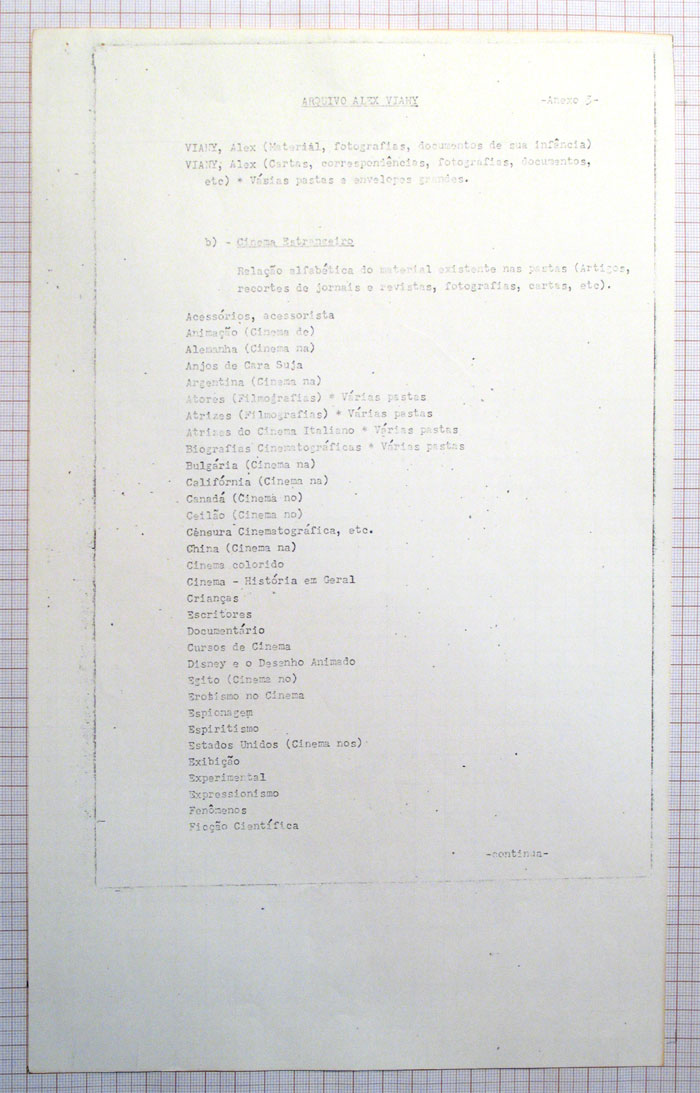 ARQUIVO ALEX VIANY -Anexo 5-
VIANY, Alex (Material, fotografias, documentos de sua infância)
VIANY, Alex (Cartas, correspondências, fotografias, documentos,
etc) * Vásias pastas e envelopes grandes.
b) - Cinema Estrangeiro
Relação alfabética do material existente nas pastas (Artigos,
recortes de jornais e revistas, fotografias, cartas, etc).
Acessórios, acessorista
Animação (Cinema de)
Alemanha (Cinema na)
Anjos de Cara Suja
Argentina (Cinema na)
Atores (Filmografias) * Várias pastas
Atrizes (Filmografias) * Várias pastas
Atrizes do Cinema Italiano * Várias pastas
Biografias Cinematográficas * Várias pastas
Bulgária (Cinema na)
Califórnia (Cinema na)
Canadá (Cinema no)
Ceilão (Cinema no)
Cênsura Cinematográfica, etc.
China (Cinema na)
Cinema colorido
Cinema - História em Geral
Crianças
Escritores
Documentário
Cursos de Cinema
Disney e o Desenho Animado
Egito (Cinema no)
Erotismo no Cinema
Espionagem
Espiritismo
Estados Unidos (Cinema nos)
Exibição
Experimental
Expressionismo
Fenômenos
Ficção Científica
-continua-